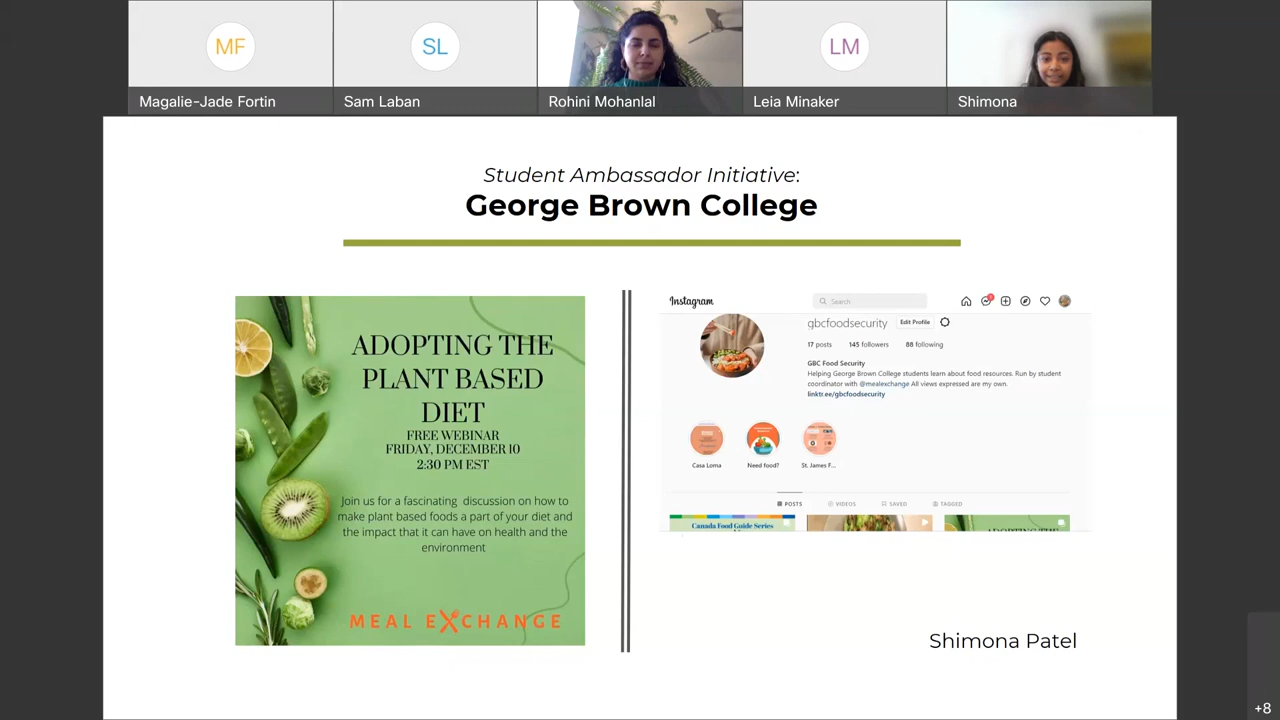 MF
SL
LM
Magalie-Jade Fortin
Sam Laban
Rohini Mohanlal
Leia Minaker
Shimona
Student Ambassador Initiative:
George Brown College
ADOPTING THE
PLANT BASED
DIET
FREE WEBINAR
FRIDAY, DECEMBER 10
2:30 PM EST
Join us for a fascinating discussion on how to
make plant based foods a part of your diet and
the impact that it can have on health and the
environment
MEAL EXCHANGE
Instagram
Search
gbcfoodsecurity
Edit Profile
17 posts 145 followers 88 following
GBC Food Security
Helping George Brown College students learn about food resources. Run by student
coordinator with @mealexchange All views expressed are my own.
linktr.ee/gbcfoodsecurity
Casa Loma
Need food?
St. James F...
POSTS
VIDEOS
SAVED
TAGGED
Canada Food Guide Series
ADOPTING THE
Shimona Patel
+8